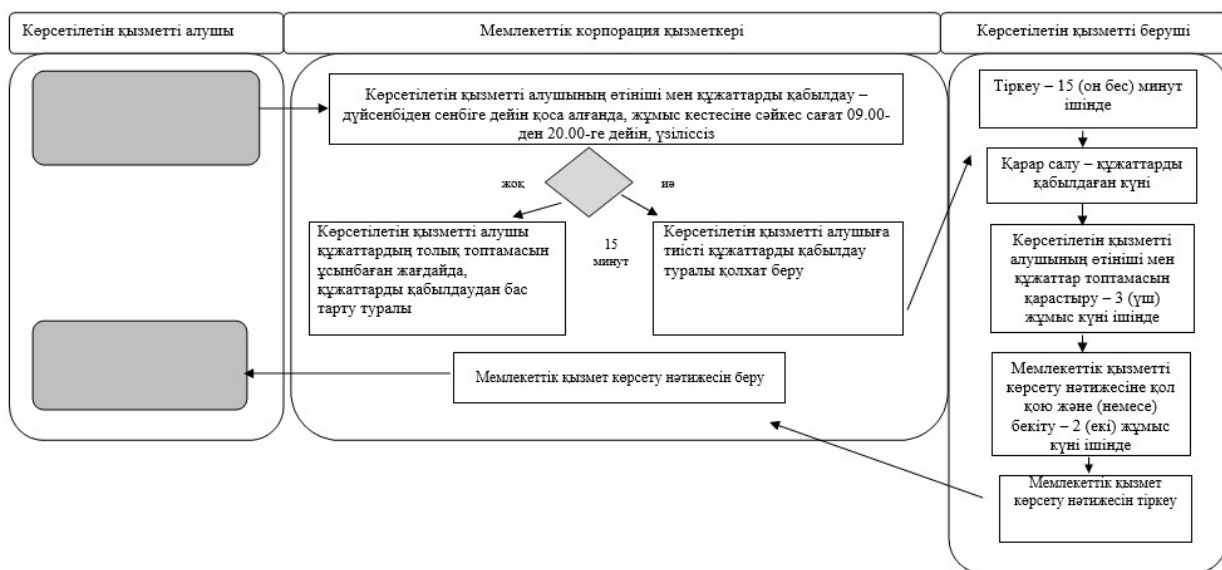 Көрсетілетін қызметті алушы
Мемлекеттік корпорация қызметкері
Көрсетілетін қызметті беруші
Көрсетілетін қызметті алушының өтініші мен құжаттарды қабылдау –
дүйсенбіден сенбіге дейін қоса алғанда, жұмыс кестесіне сәйкес сағат 09.00-
ден 20.00-ге дейін, үзіліссіз
жоқ
иә
Көрсетілетін қызметті алушы
құжаттардың толық топтамасын
ұсынбаған жағдайда,
құжаттарды қабылдаудан бас
тарту туралы
15
минут
Көрсетілетін қызметті алушыға
тиісті құжаттарды қабылдау
туралы қолхат беру
Мемлекеттік қызмет көрсету нәтижесін беру
Тіркеу – 15 (он бес) минут
ішінде
Қарар салу – құжаттарды
қабылдаған күні
Көрсетілетін қызметті
алушының өтініші мен
құжаттар топтамасын
қарастыру – 3 (үш)
жұмыс күні ішінде
Мемлекеттік қызметті
көрсету нәтижесіне қол
қою және (немесе)
бекіту – 2 (екі) жұмыс
күні ішінде
Мемлекеттік қызмет
көрсету нәтижесін тіркеу